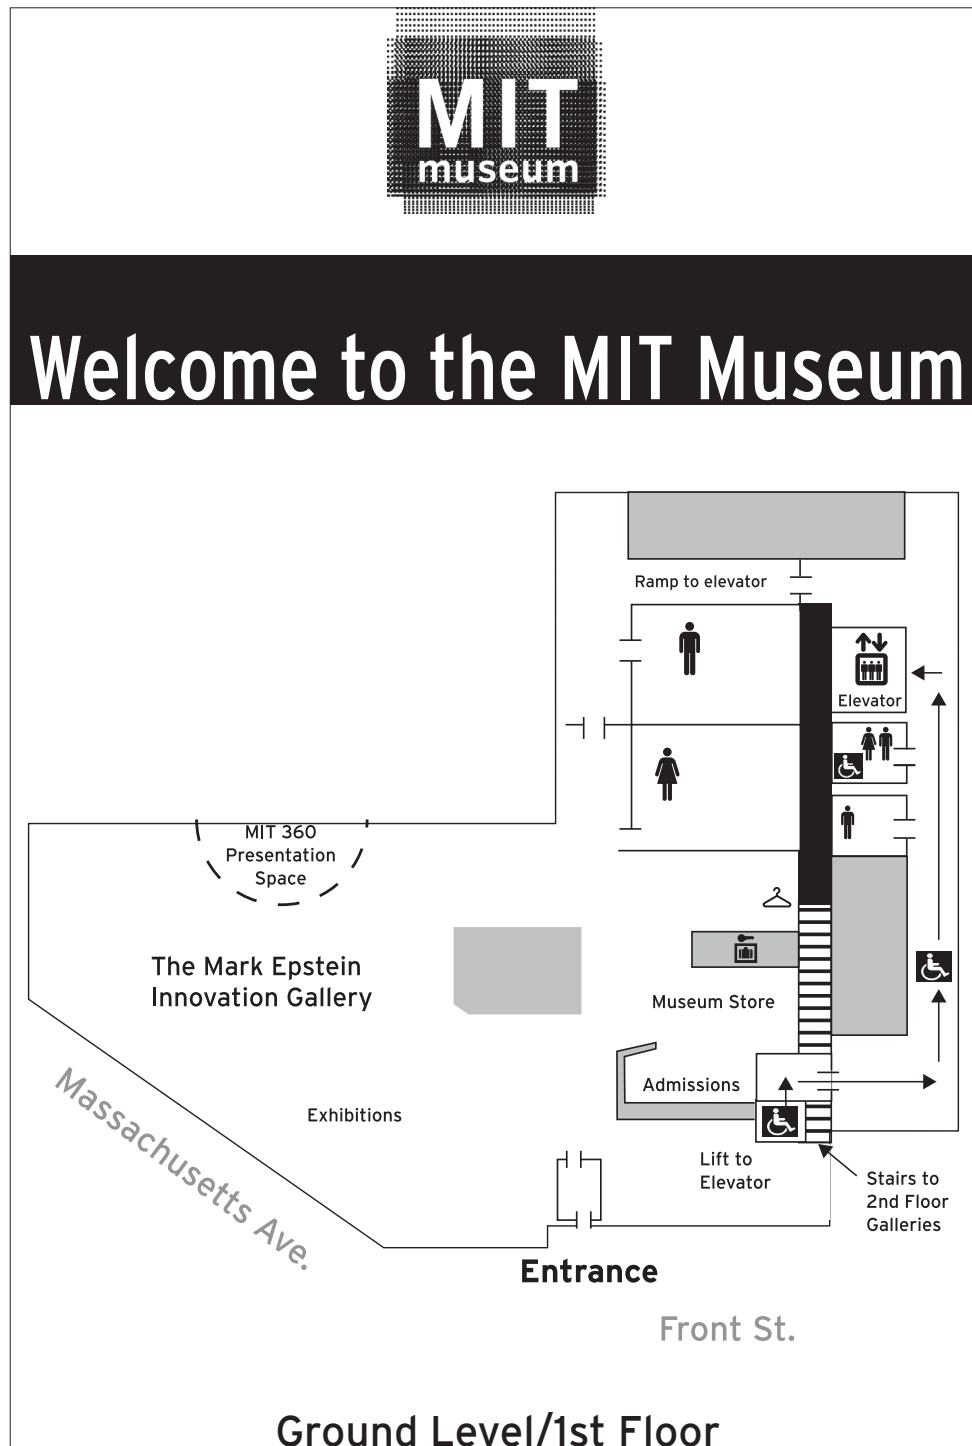 MIT
museum
Welcome to the MIT Museum
Ramp to elevator
Elevator
MIT 360
Presentation
Space
The Mark Epstein
Innovation Gallery
Museum Store
Admissions
Exhibitions
Massachusetts Ave.
Lift to
Elevator
Stairs to
2nd Floor
Galleries
Entrance
Front St.
Ground Level/1st Floor